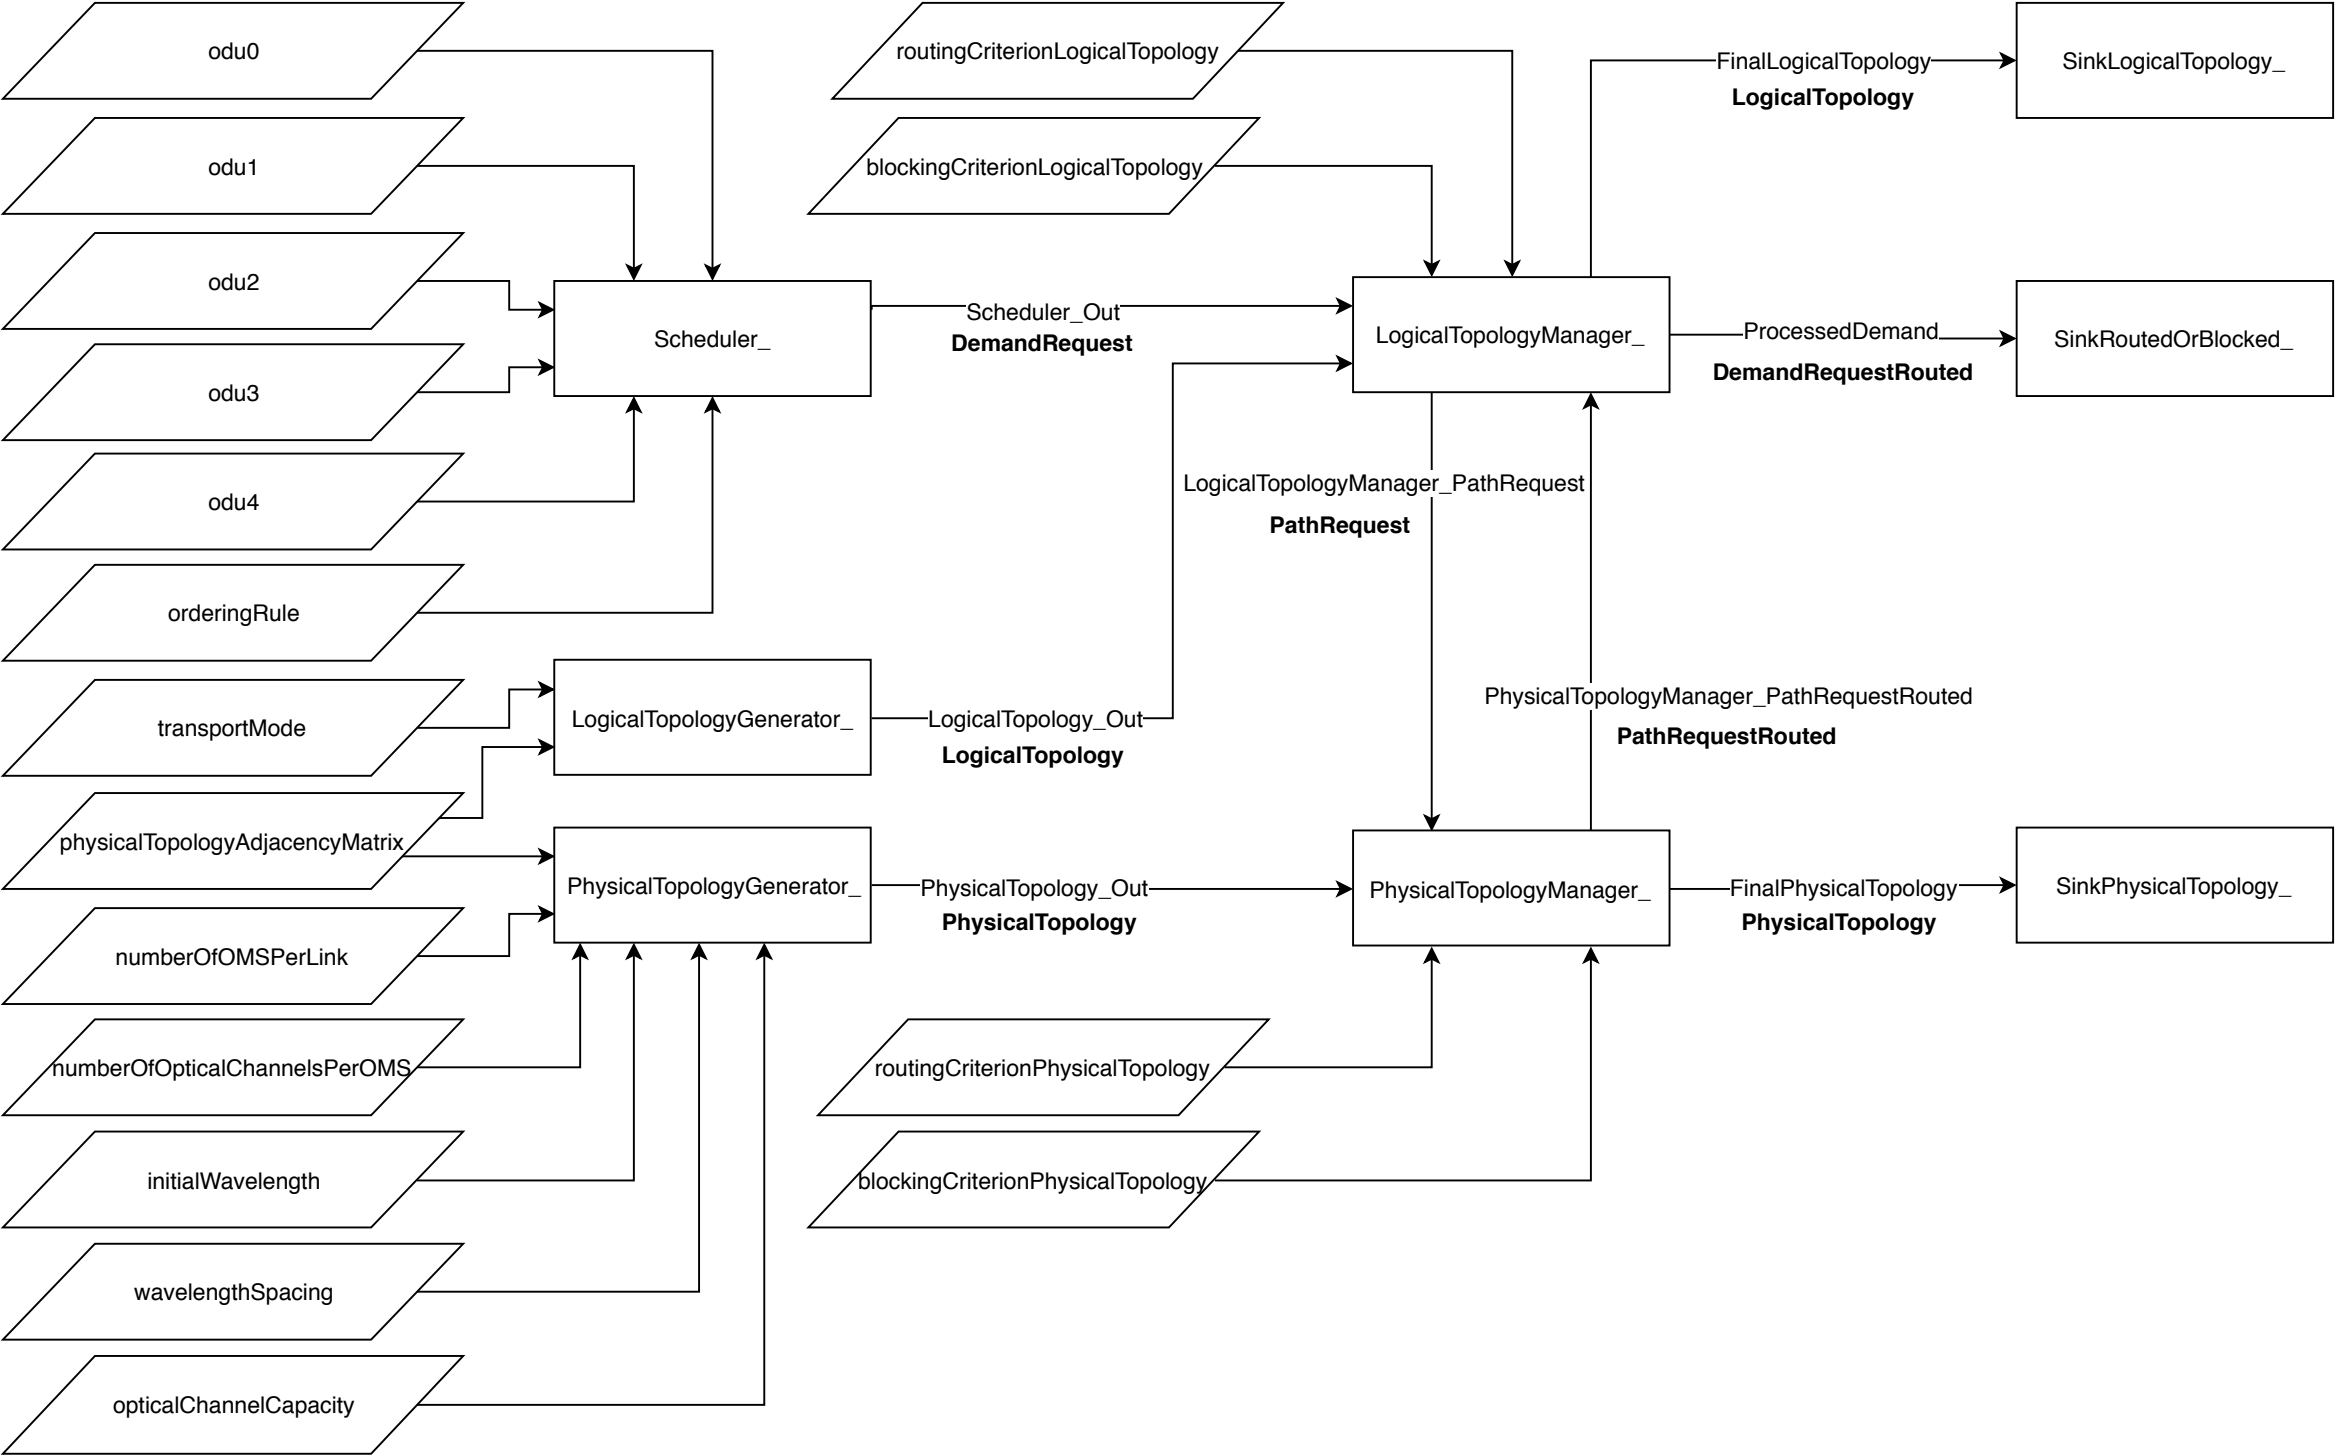 odu0
odu1
odu2
odu3
odu4
orderingRule
transportMode
physicalTopologyAdjacencyMatrix
numberOfOMSPerLink
numberOfOpticalChannelsPerOMS
initialWavelength
wavelengthSpacing
opticalChannelCapacity
Scheduler_
LogicalTopologyGenerator_
PhysicalTopologyGenerator_
routingCriterionLogicalTopology
blockingCriterionLogicalTopology
Scheduler_Out
DemandRequest
LogicalTopology_Out
LogicalTopology
PhysicalTopology_Out
PhysicalTopology
routingCriterionPhysicalTopology
blockingCriterionPhysicalTopology
LogicalTopologyManager_
LogicalTopologyManager_PathRequest
PathRequest
PhysicalTopologyManager_PathRequestRouted
PathRequestRouted
PhysicalTopologyManager_
FinalLogicalTopology
LogicalTopology
ProcessedDemand
DemandRequestRouted
FinalPhysicalTopology
PhysicalTopology
SinkLogicalTopology_
SinkRoutedOrBlocked_
SinkPhysicalTopology_